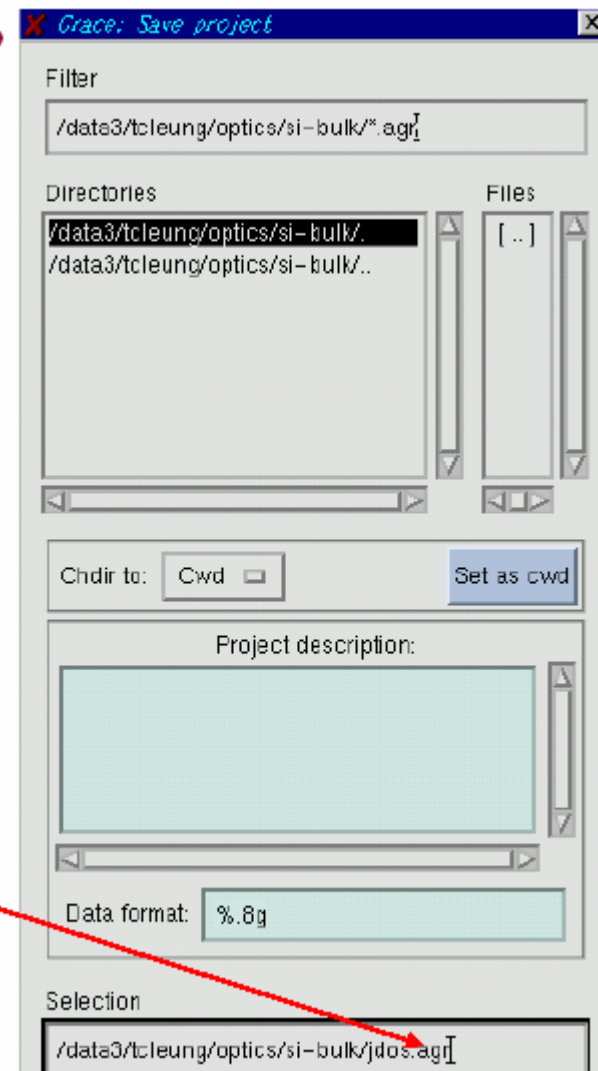 Grace: Save project
Filter
/data3/tcleung/optics/si-bulk/*.agr
Directories
Files
/data3/tcleung/optics/si-bulk/.
[ .. ]
/data3/tcleung/optics/si-bulk/..
Chdir to:
Cwd
Set as cwd
Project description:
Data format:
%.8g
Selection
/data3/tcleung/optics/si-bulk/jdos.agr